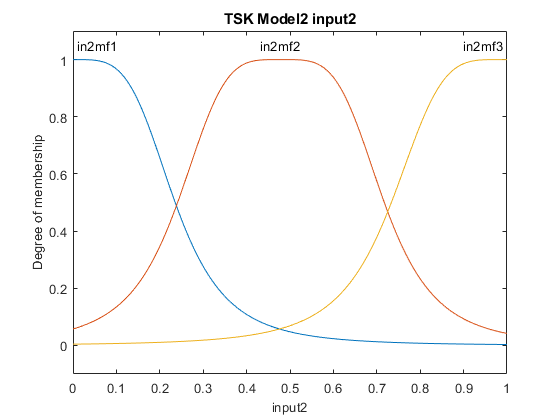 TSK Model2 input2
in2mf1 in2mf2 in2mf3
1
0.8
0.6
0.4
0.2
0
Degree of membership
0 0.1 0.2 0.3 0.4 0.5 0.6 0.7 0.8 0.9 1
input2